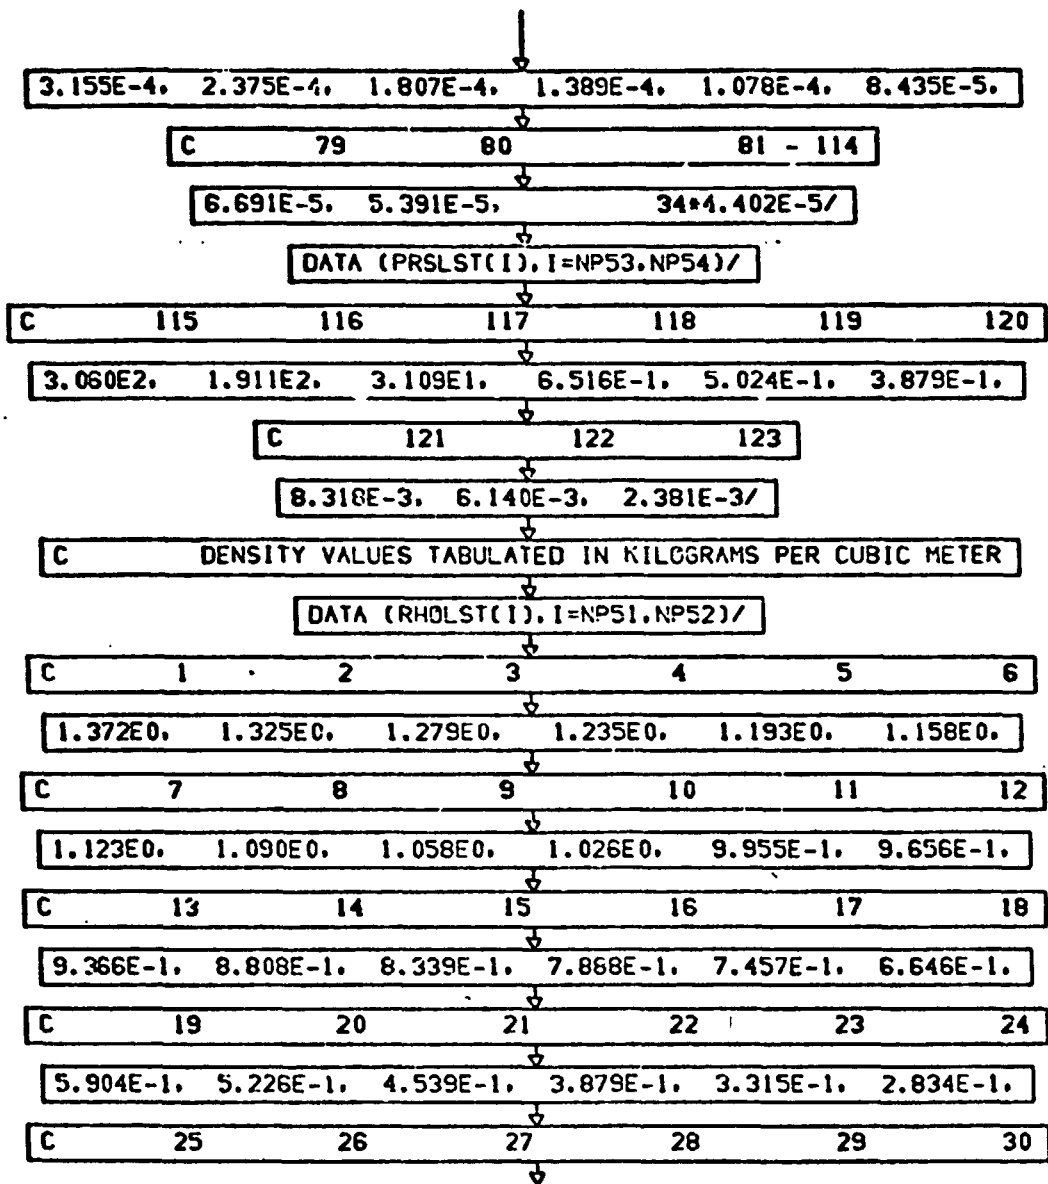 3.155E-4, 2.375E-4, 1.807E-4, 1.389E-4, 1.078E-4, 8.435E-5,
C 79 80 81 - 114
6.691E-5, 5.391E-5, 34*4.402E-5/
DATA (PRSLST(I),I=NP53,NP54)/
C 115 116 117 118 119 120
3.060E2, 1.911E2, 3.109E1, 6.516E-1, 5.024E-1, 3.879E-1,
C 121 122 123
8.318E-3, 6.140E-3, 2.381E-3/
C DENSITY VALUES TABULATED IN KILOGRAMS PER CUBIC METER
DATA (RHOLST(I),I=NP51,NP52)/
C 1 2 3 4 5 6
1.372E0, 1.325E0, 1.279E0, 1.235E0, 1.193E0, 1.158E0,
C 7 8 9 10 11 12
1.123E0, 1.090E0, 1.058E0, 1.026E0, 9.955E-1, 9.656E-1,
C 13 14 15 16 17 18
9.366E-1, 8.808E-1, 8.339E-1, 7.888E-1, 7.457E-1, 6.646E-1,
C 19 20 21 22 23 24
5.904E-1, 5.226E-1, 4.539E-1, 3.879E-1, 3.315E-1, 2.834E-1,
C 25 26 27 28 29 30